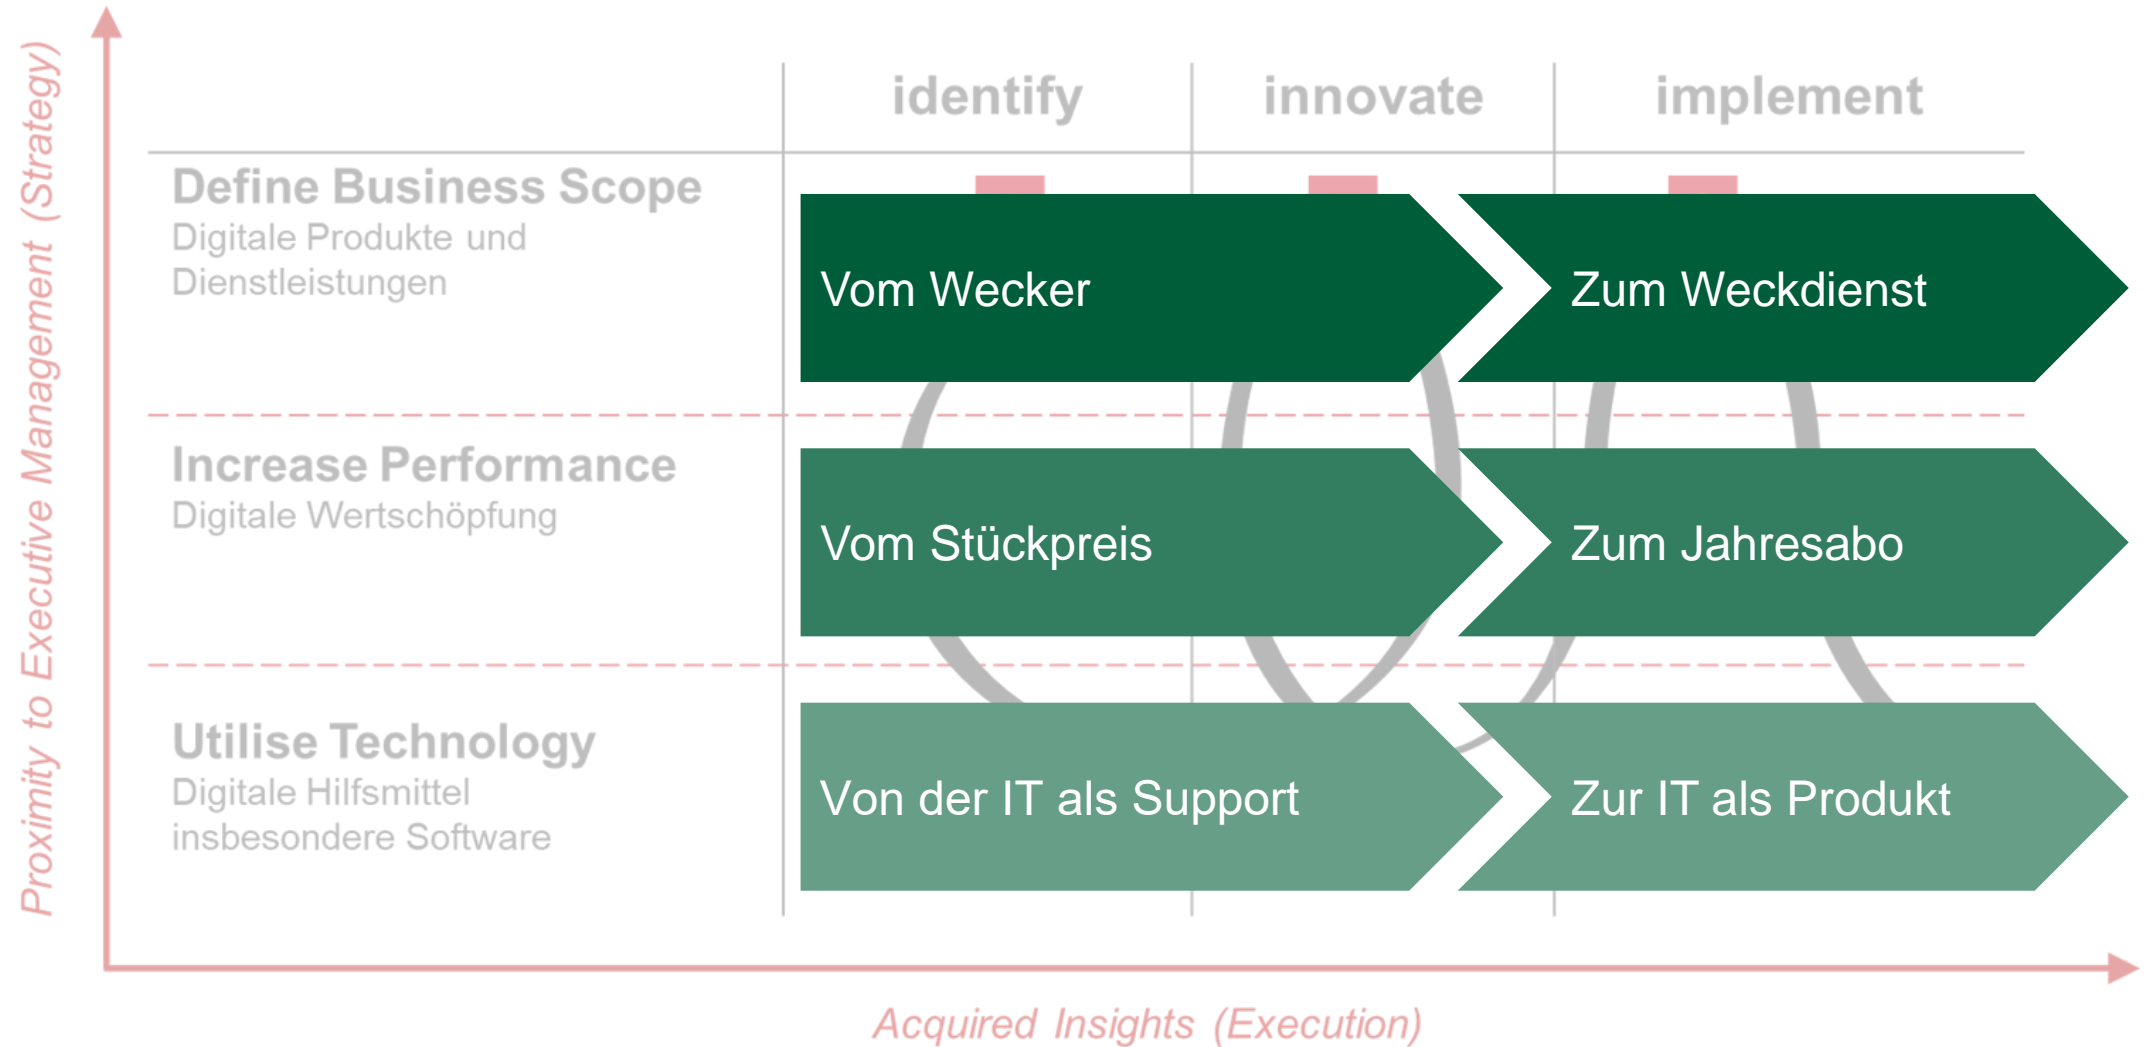 identify
innovate
implement
Define Business Scope
Digitale Produkte und
Dienstleistungen
Vom Wecker
Zum Weckdienst
Increase Performance
Digitale Wertschöpfung
Vom Stückpreis
Zum Jahresabo
Utilise Technology
Digitale Hilfsmittel
insbesondere Software
Von der IT als Support
Zur IT als Produkt
Proximity to Executive Management (Strategy)
Acquired Insights (Execution)